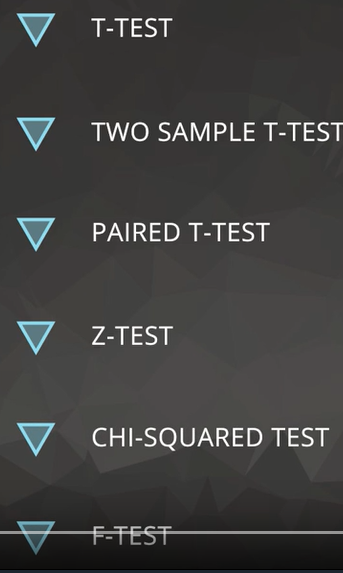 T-TEST
TWO SAMPLE T-TEST
PAIRED T-TEST
Z-TEST
CHI-SQUARED TEST
F-TEST